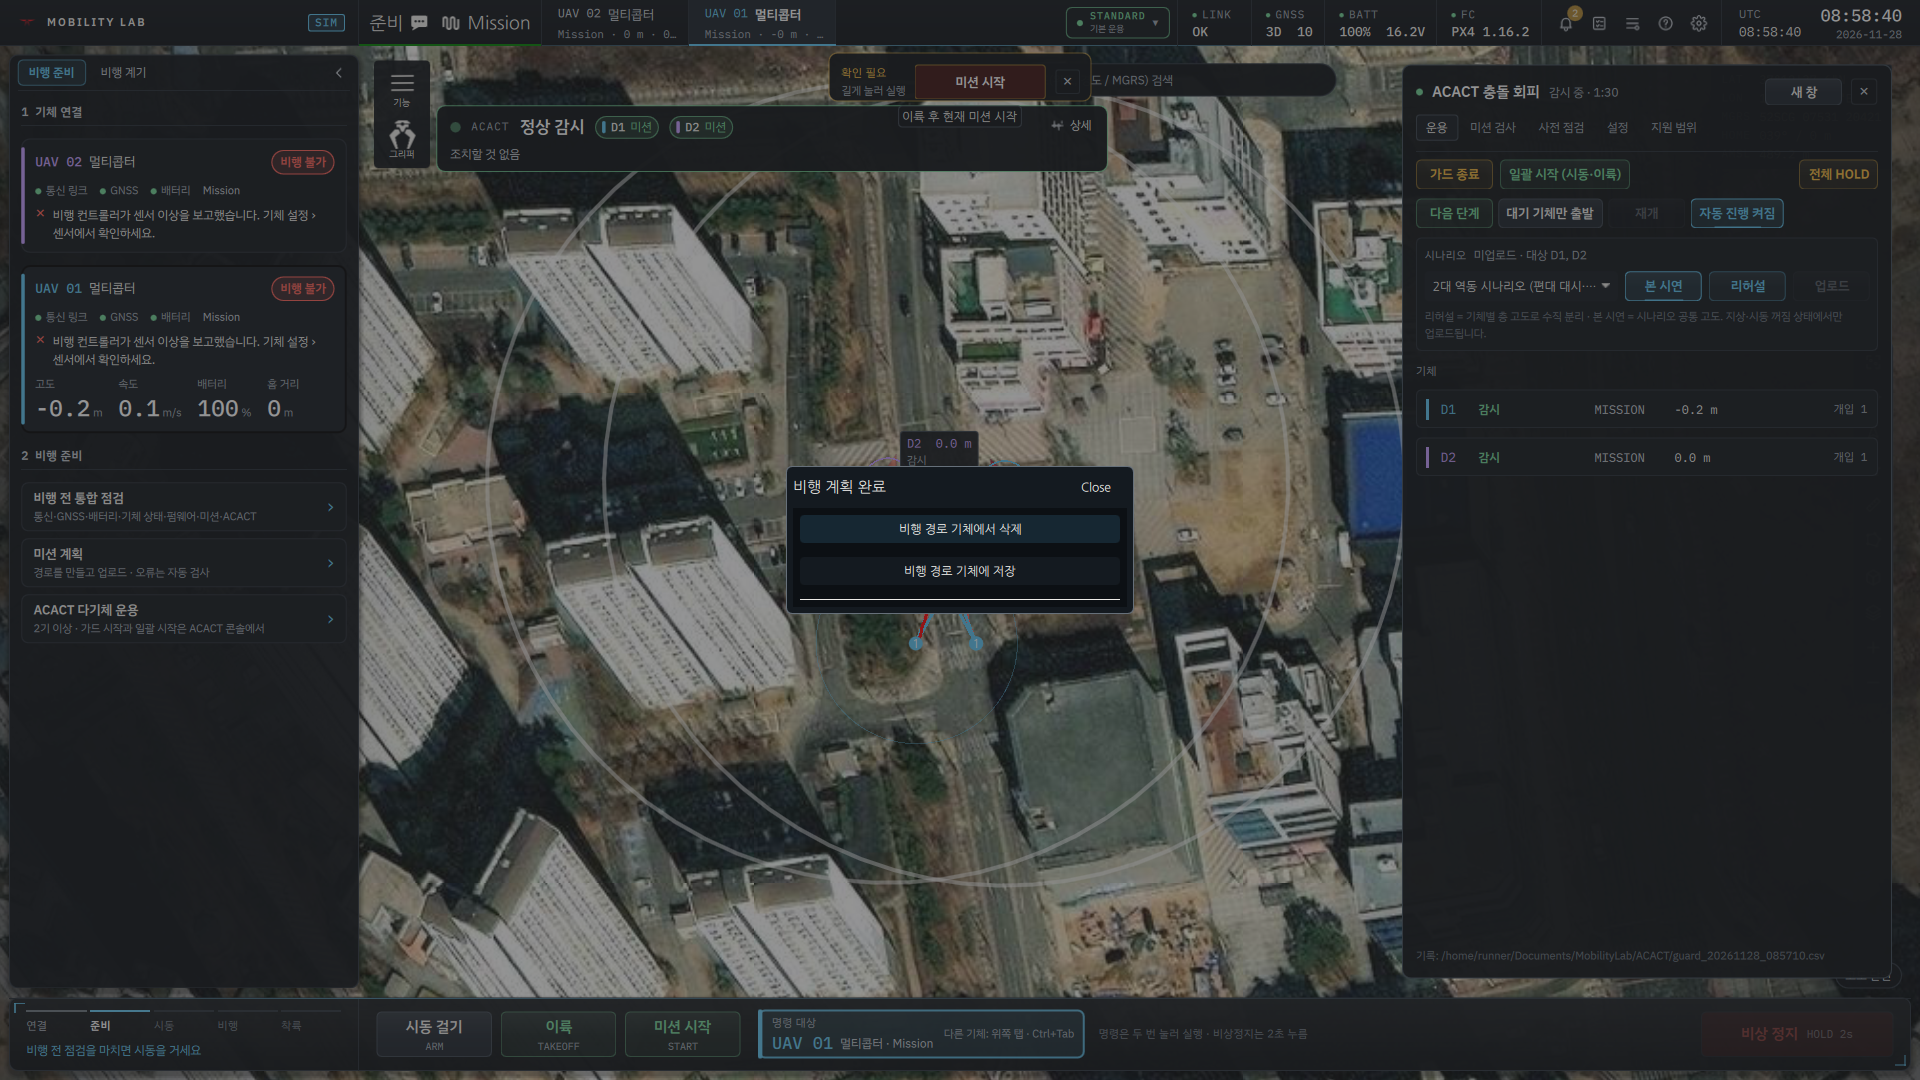 MOBILITY LAB
SIM
준비
Mission
UAV 02 멀티콥터
Mission · 0 m · 0…
UAV 01 멀티콥터
Mission · -0 m · …
STANDARD
기본 운용
LINK
OK
GNSS
3D 10
BATT
100% 16.2V
FC
PX4 1.16.2
2
UTC
08:58:40
08:58:40
2026-11-28
비행 준비
비행 계기
1 기체 연결
UAV 02 멀티콥터
비행 불가
통신 링크 GNSS 배터리 Mission
비행 컨트롤러가 센서 이상을 보고했습니다. 기체 설정 ›
센서에서 확인하세요.
UAV 01 멀티콥터
비행 불가
통신 링크 GNSS 배터리 Mission
비행 컨트롤러가 센서 이상을 보고했습니다. 기체 설정 ›
센서에서 확인하세요.
고도 속도 배터리 홈 거리
-0.2 m 0.1 m/s 100 % 0 m
2 비행 준비
비행 전 통합 점검
통신·GNSS·배터리·기체 상태·펌웨어·미션·ACACT
미션 계획
경로를 만들고 업로드 · 오류는 자동 검사
ACACT 다기체 운용
2기 이상 · 가드 시작과 일괄 시작은 ACACT 콘솔에서
기능
그리퍼
확인 필요
길게 눌러 실행
미션 시작
도 / MGRS) 검색
이륙 후 현재 미션 시작
ACACT 정상 감시 D1 미션 D2 미션
상세
조치할 것 없음
D2 0.0 m
감시
비행 계획 완료
Close
비행 경로 기체에서 삭제
비행 경로 기체에 저장
1
1
ACACT 충돌 회피 감시 중 · 1:30
새 창
운용 미션 검사 사전 점검 설정 지원 범위
가드 종료
일괄 시작 (시동·이륙)
전체 HOLD
다음 단계
대기 기체만 출발
재개
자동 진행 켜짐
시나리오 미업로드 · 대상 D1, D2
2대 역동 시나리오 (편대 대시·…
본 시연
리허설
업로드
리허설 = 기체별 층 고도로 수직 분리 · 본 시연 = 시나리오 공통 고도. 지상·시동 꺼짐 상태에서만
업로드됩니다.
기체
D1 감시 MISSION -0.2 m 개입 1
D2 감시 MISSION 0.0 m 개입 1
기록: /home/runner/Documents/MobilityLab/ACACT/guard_20261128_085710.csv
연결 준비 시동 비행 착륙
비행 전 점검을 마치면 시동을 거세요
시동 걸기
ARM
이륙
TAKEOFF
미션 시작
START
명령 대상
UAV 01 멀티콥터 · Mission
다른 기체: 위쪽 탭 · Ctrl+Tab
명령은 두 번 눌러 실행 · 비상정지는 2초 누름
비상 정지 HOLD 2s